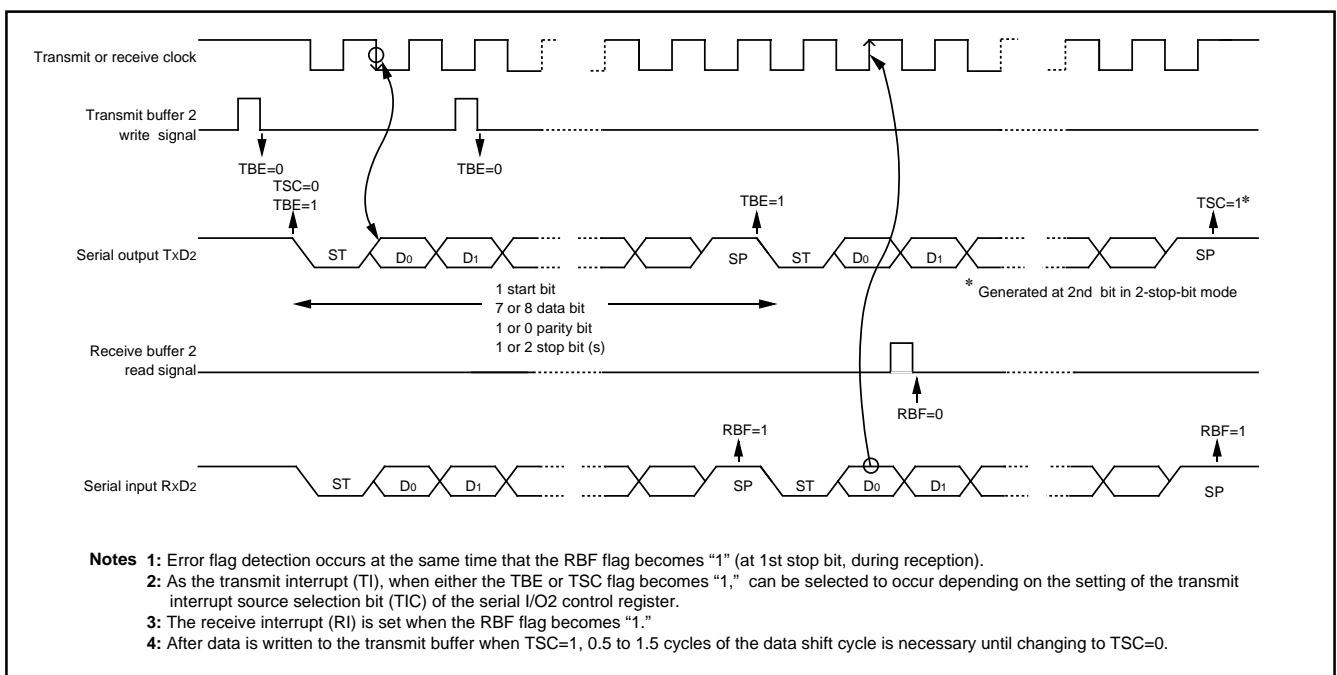 Transmit or receive clock
Transmit buffer 2
write signal
TBE=0
TBE=0
TSC=0
TBE=1
TBE=1
TSC=1*
Serial output TxD2
ST
D0
D1
SP
ST
D0
D1
SP
* Generated at 2nd bit in 2-stop-bit mode
1 start bit
7 or 8 data bit
1 or 0 parity bit
1 or 2 stop bit (s)
Receive buffer 2
read signal
RBF=0
RBF=1
RBF=1
Serial input RxD2
ST
D0
D1
SP
ST
D0
D1
SP
Notes 1: Error flag detection occurs at the same time that the RBF flag becomes “1” (at 1st stop bit, during reception).
2: As the transmit interrupt (TI), when either the TBE or TSC flag becomes “1,” can be selected to occur depending on the setting of the transmit
interrupt source selection bit (TIC) of the serial I/O2 control register.
3: The receive interrupt (RI) is set when the RBF flag becomes “1.”
4: After data is written to the transmit buffer when TSC=1, 0.5 to 1.5 cycles of the data shift cycle is necessary until changing to TSC=0.